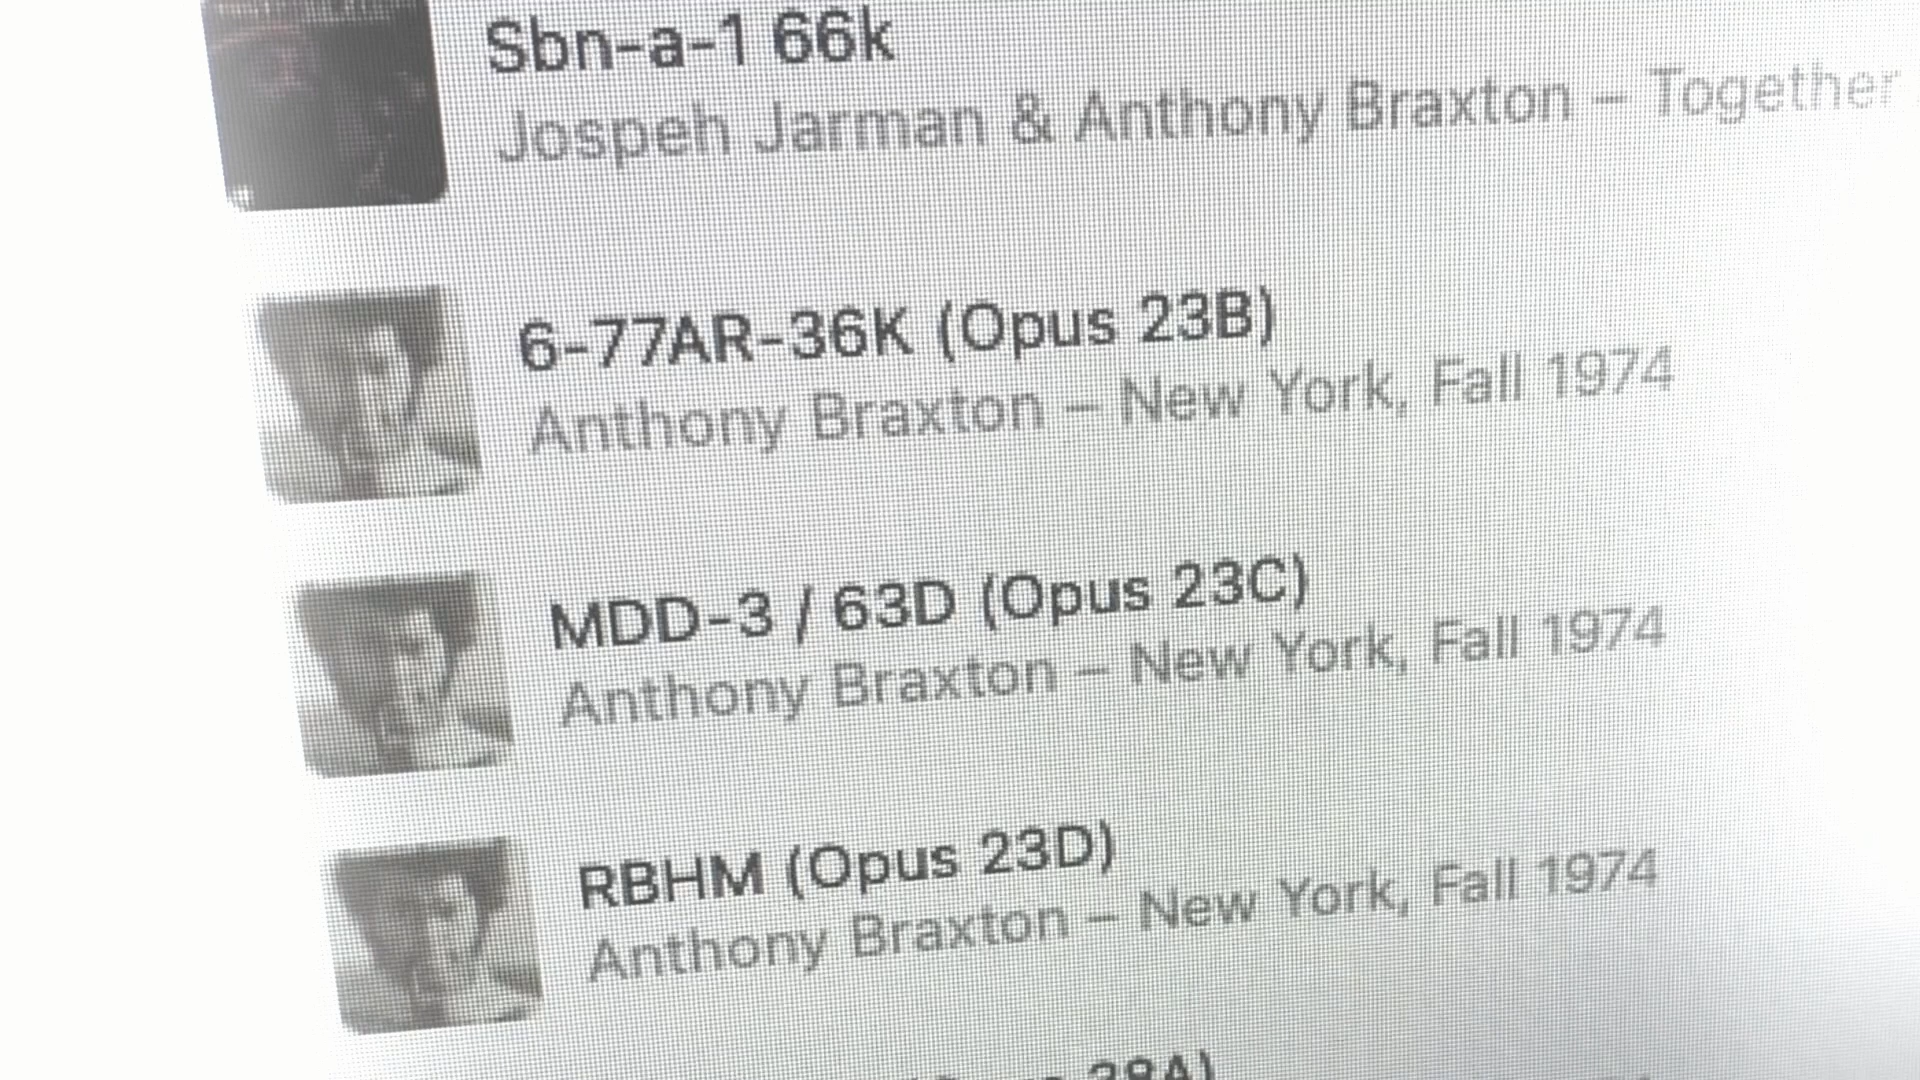 Sbn-a-1 66k
Jospeh Jarman & Anthony Braxton – Together
6-77AR-36K (Opus 23B)
Anthony Braxton – New York, Fall 1974
MDD-3 / 63D (Opus 23C)
Anthony Braxton – New York, Fall 1974
RBHM (Opus 23D)
Anthony Braxton – New York, Fall 1974